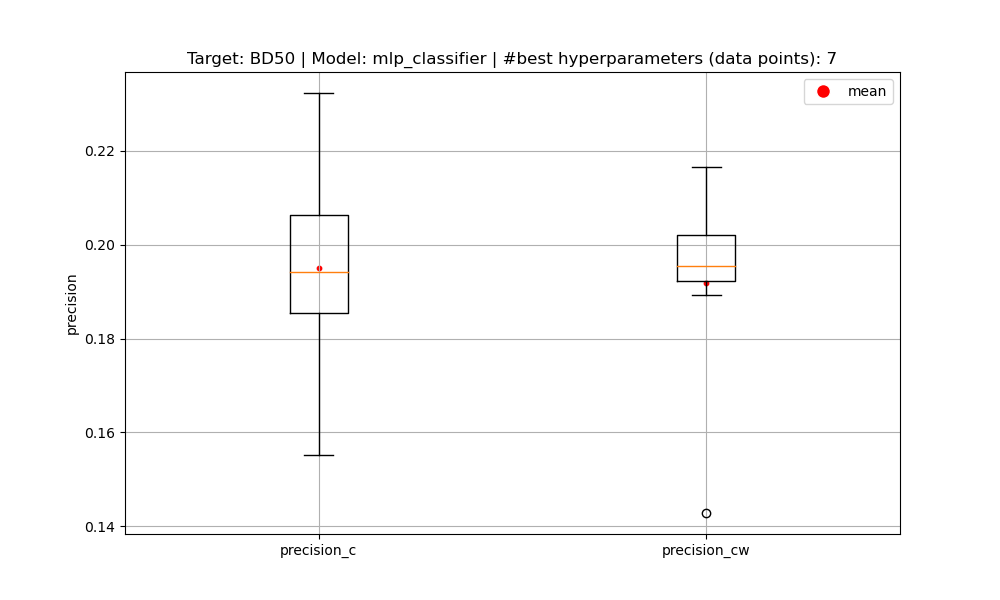 Target: BD50 | Model: mlp_classifier | #best hyperparameters (data points): 7
mean
0.22
0.20
0.18
0.16
0.14
precision
precision_c
precision_cw